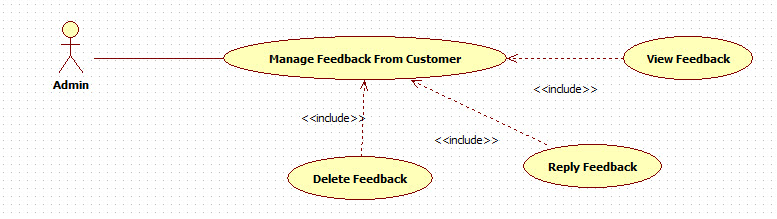 Manage Feedback From Customer
View Feedback
Admin
<<include>>
<<include>>
<<include>>
Reply Feedback
Delete Feedback